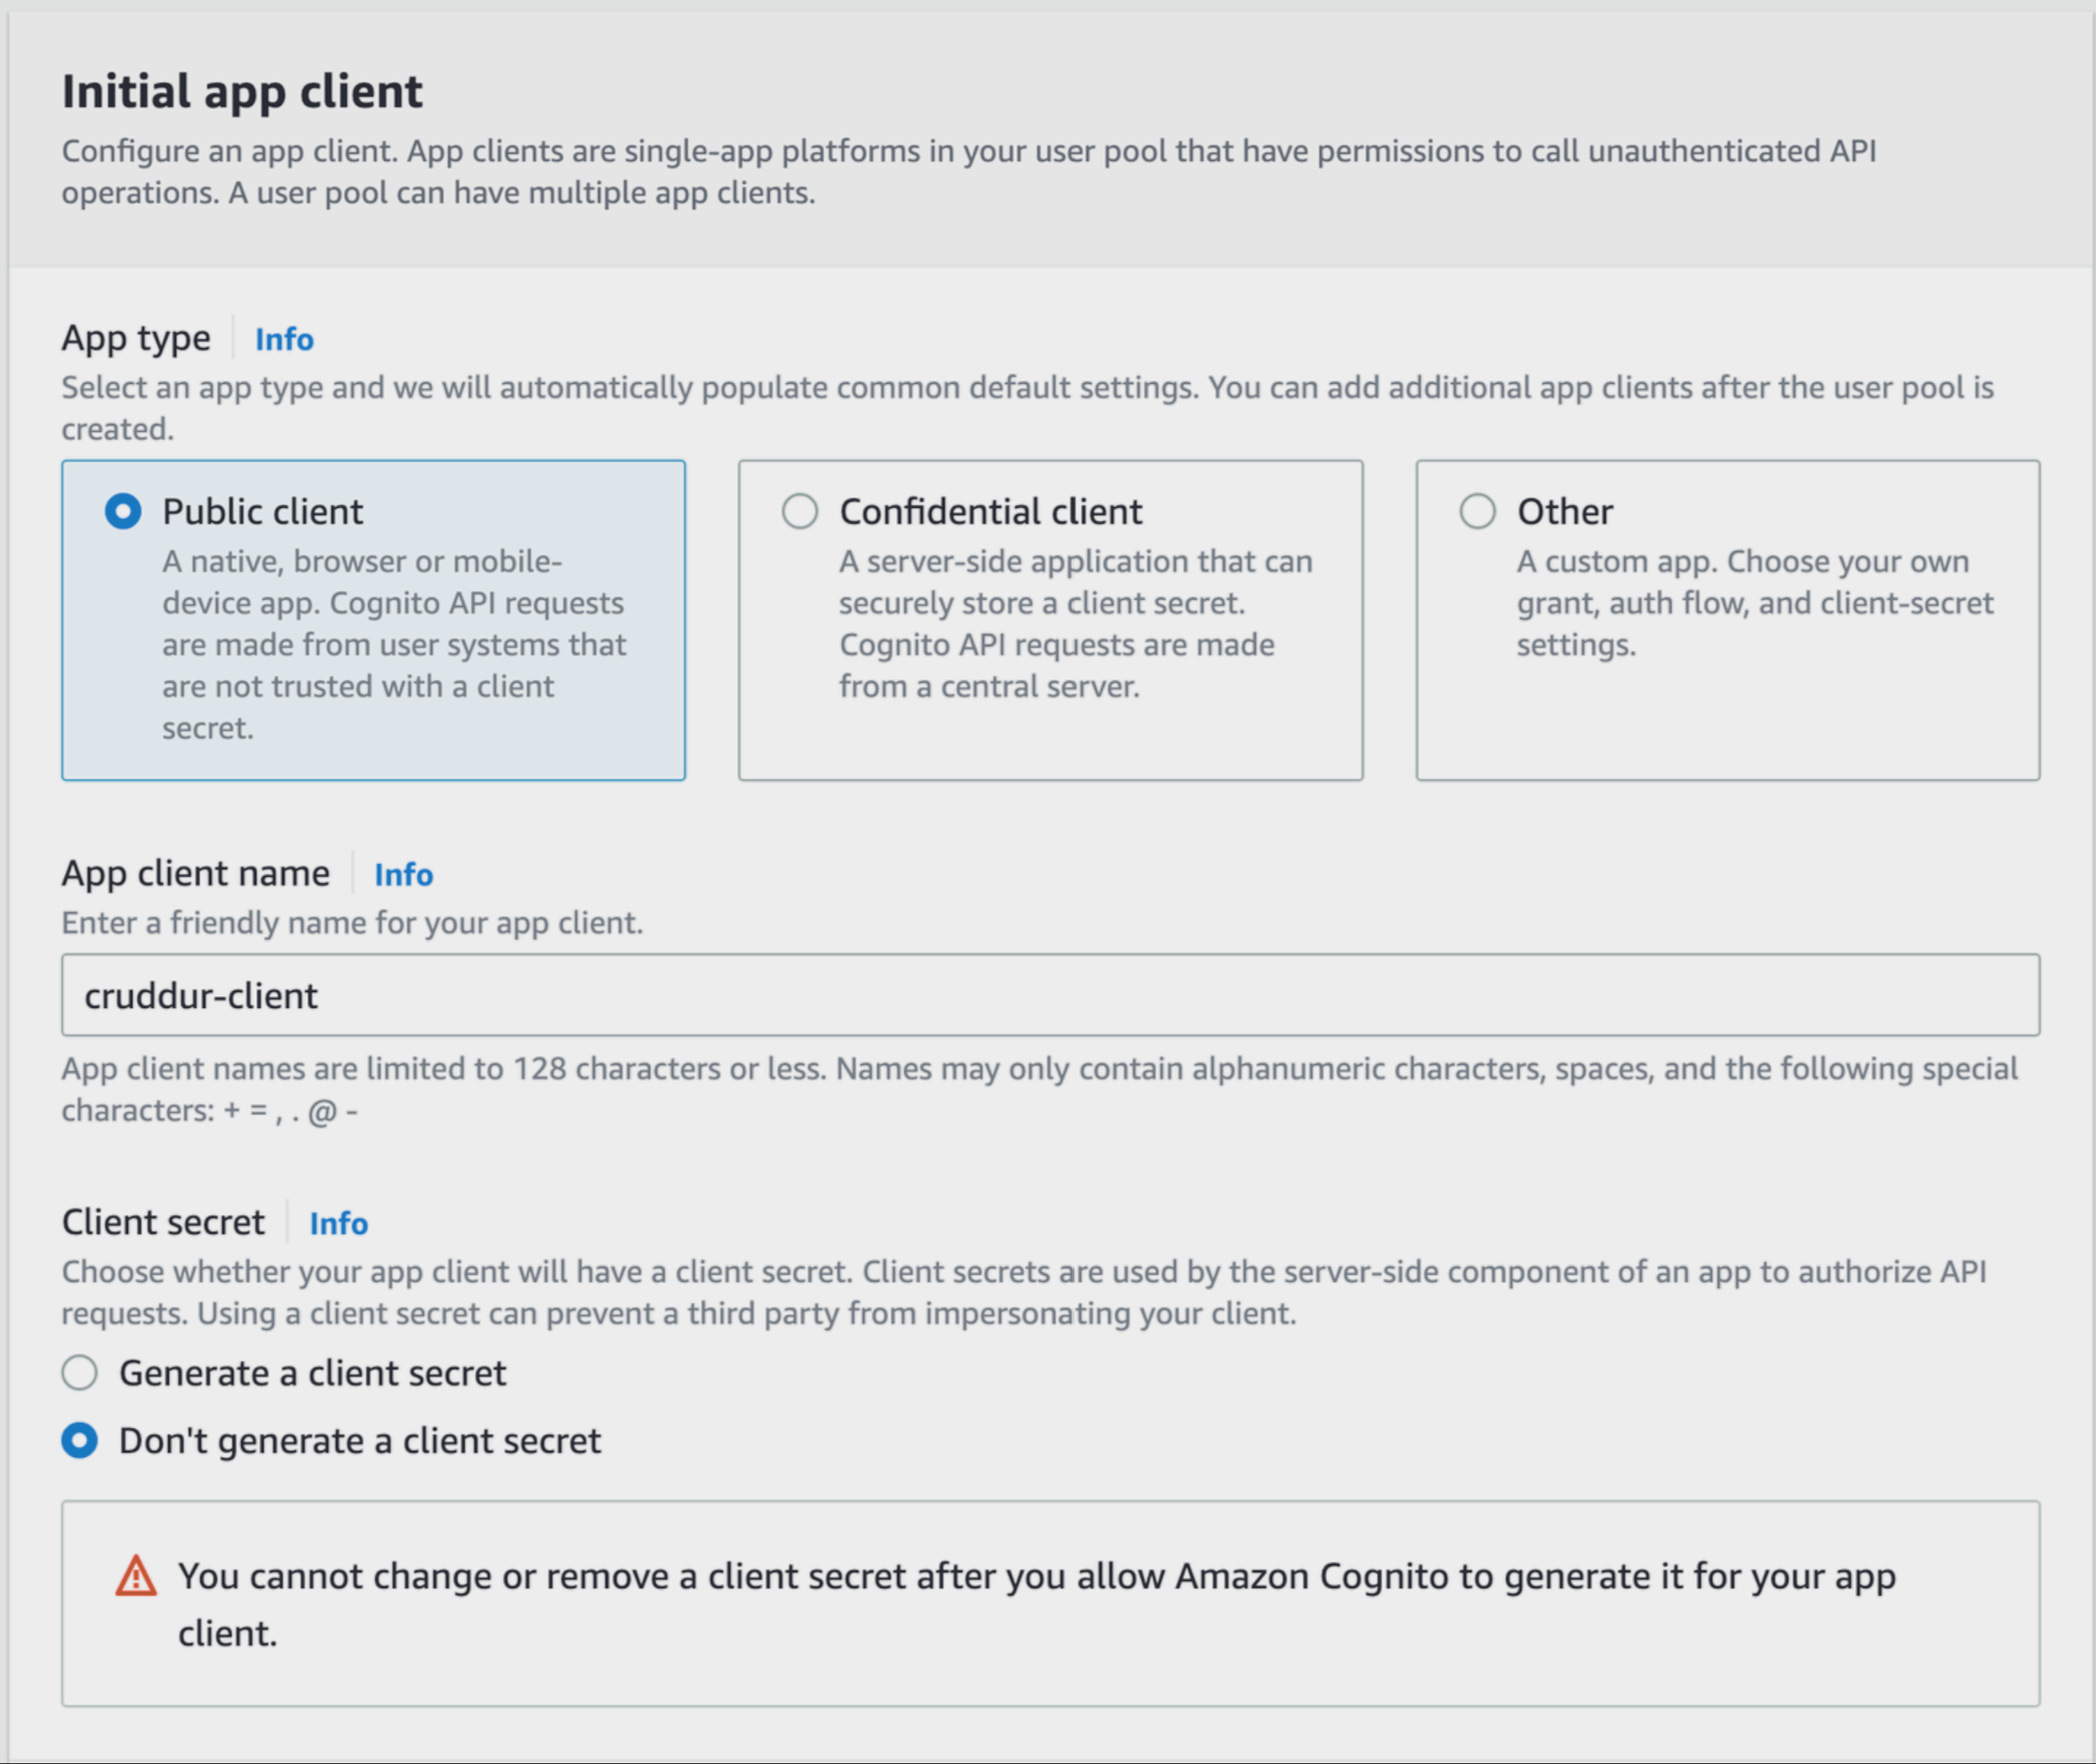 Initial app client
Configure an app client. App clients are single-app platforms in your user pool that have permissions to call unauthenticated API
operations. A user pool can have multiple app clients.
App type Info
Select an app type and we will automatically populate common default settings. You can add additional app clients after the user pool is
created.
Public client
A native, browser or mobile-
device app. Cognito API requests
are made from user systems that
are not trusted with a client
secret.
Confidential client
A server-side application that can
securely store a client secret.
Cognito API requests are made
from a central server.
Other
A custom app. Choose your own
grant, auth flow, and client-secret
settings.
App client name Info
Enter a friendly name for your app client.
cruddur-client
App client names are limited to 128 characters or less. Names may only contain alphanumeric characters, spaces, and the following special
characters: + = , . @ -
Client secret Info
Choose whether your app client will have a client secret. Client secrets are used by the server-side component of an app to authorize API
requests. Using a client secret can prevent a third party from impersonating your client.
Generate a client secret
Don't generate a client secret
You cannot change or remove a client secret after you allow Amazon Cognito to generate it for your app
client.